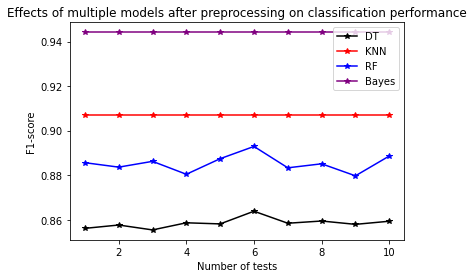 Effects of multiple models after preprocessing on classification performance
DT
KNN
RF
Bayes
F1-score
0.94
0.92
0.90
0.88
0.86
2 4 6 8 10
Number of tests